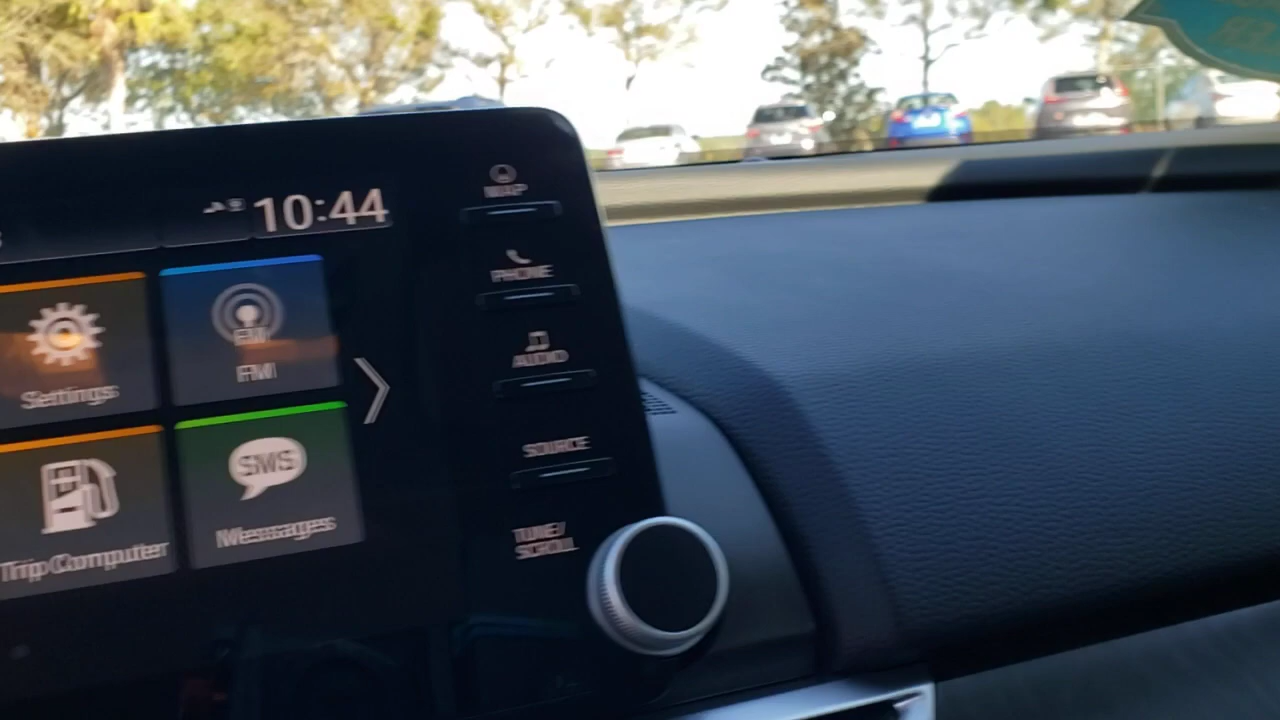 10:44
MAP
PHONE
AUDIO
SOURCE
TUNE/
SCROLL
Settings
FM
FM
Trip Computer
SMS
Messages